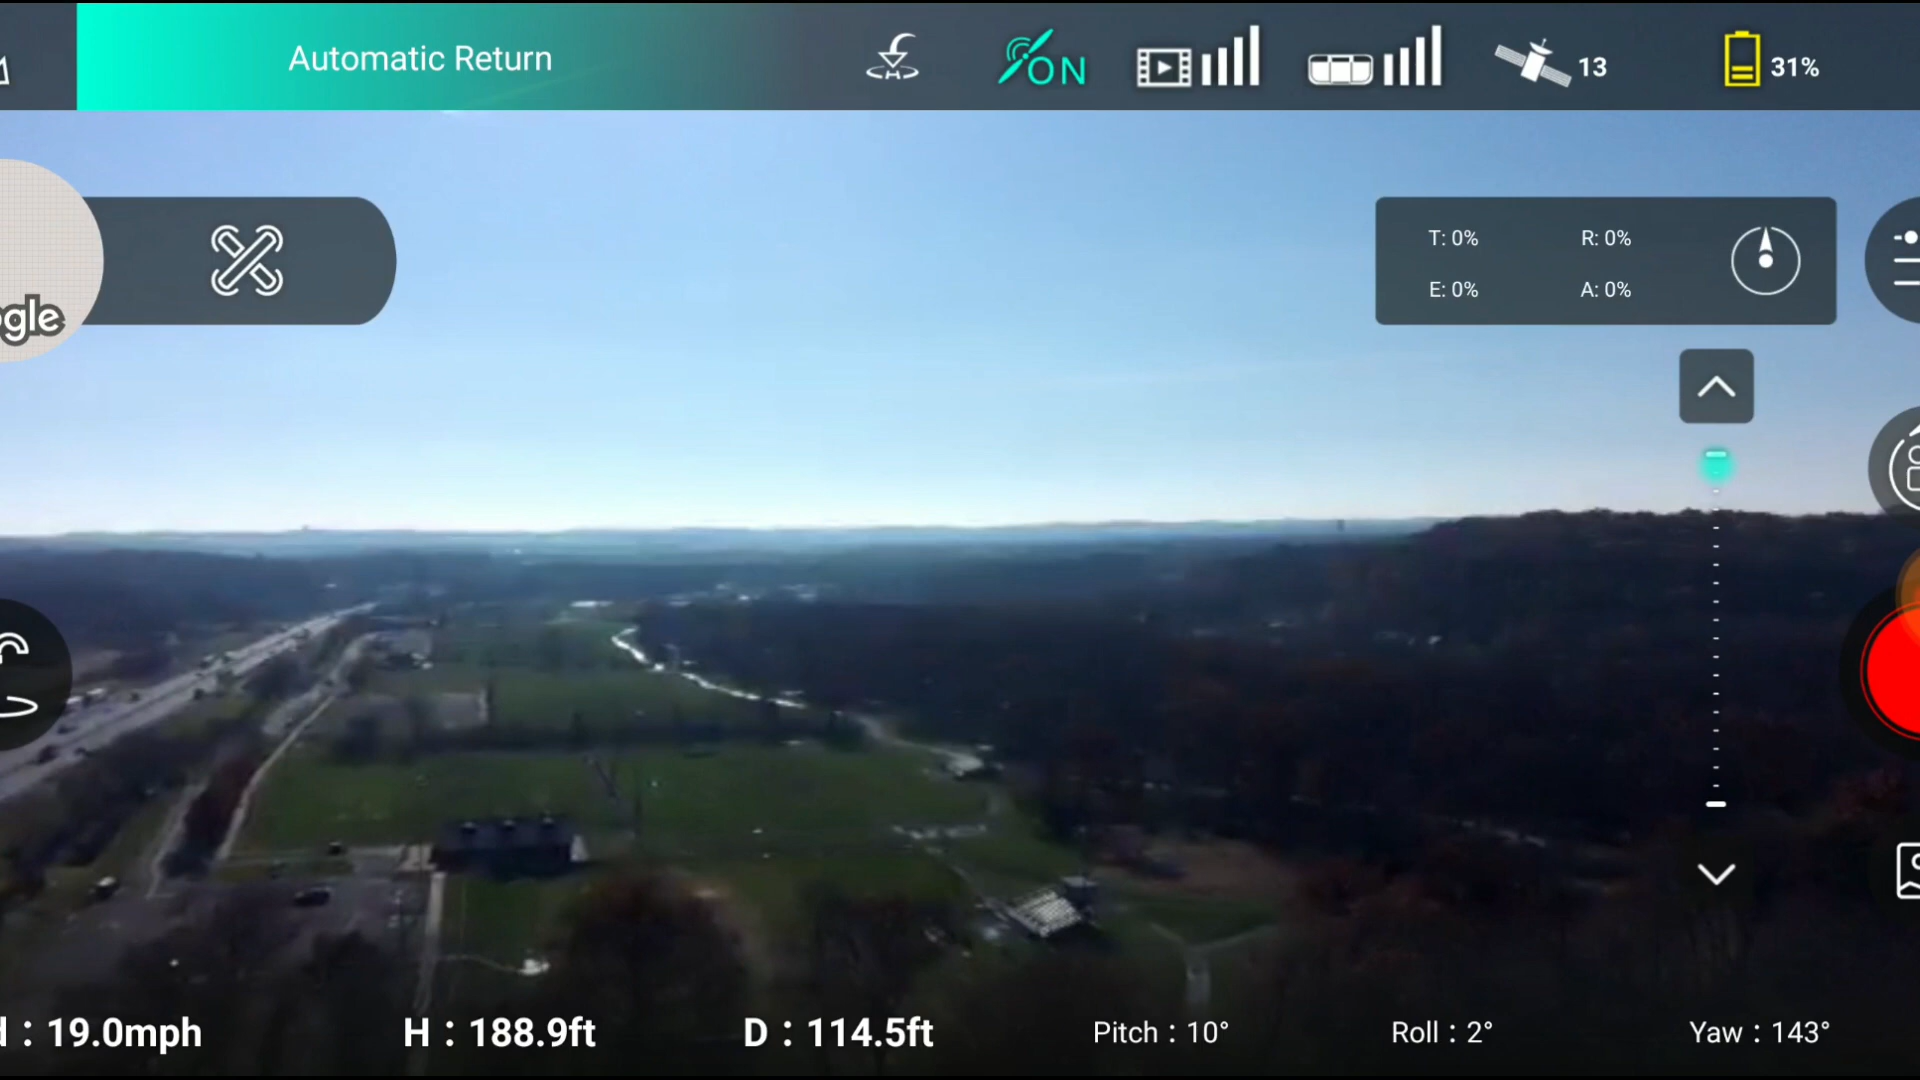 Automatic Return
H
ON
13
31%
ogle
T: 0%
R: 0%
E: 0%
A: 0%
d : 19.0mph
H : 188.9ft
D : 114.5ft
Pitch : 10°
Roll : 2°
Yaw : 143°